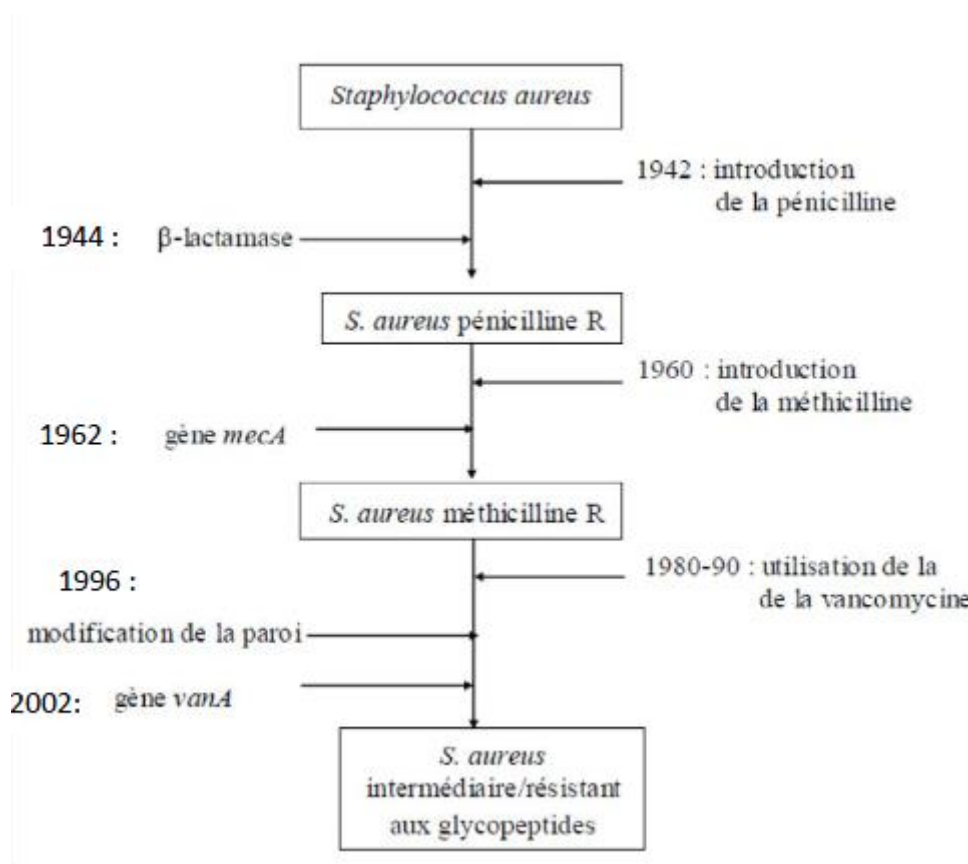 Staphylococcus aureus
1942 : introduction
de la pénicilline
1944 : β-lactamase
S. aureus pénicilline R
1960 : introduction
de la méthicilline
1962 : gène mecA
S. aureus méthicilline R
1980-90 : utilisation de la
de la vancomycine
1996 :
modification de la paroi
2002: gène vanA
S. aureus
intermédiaire/résistant
aux glycopeptides